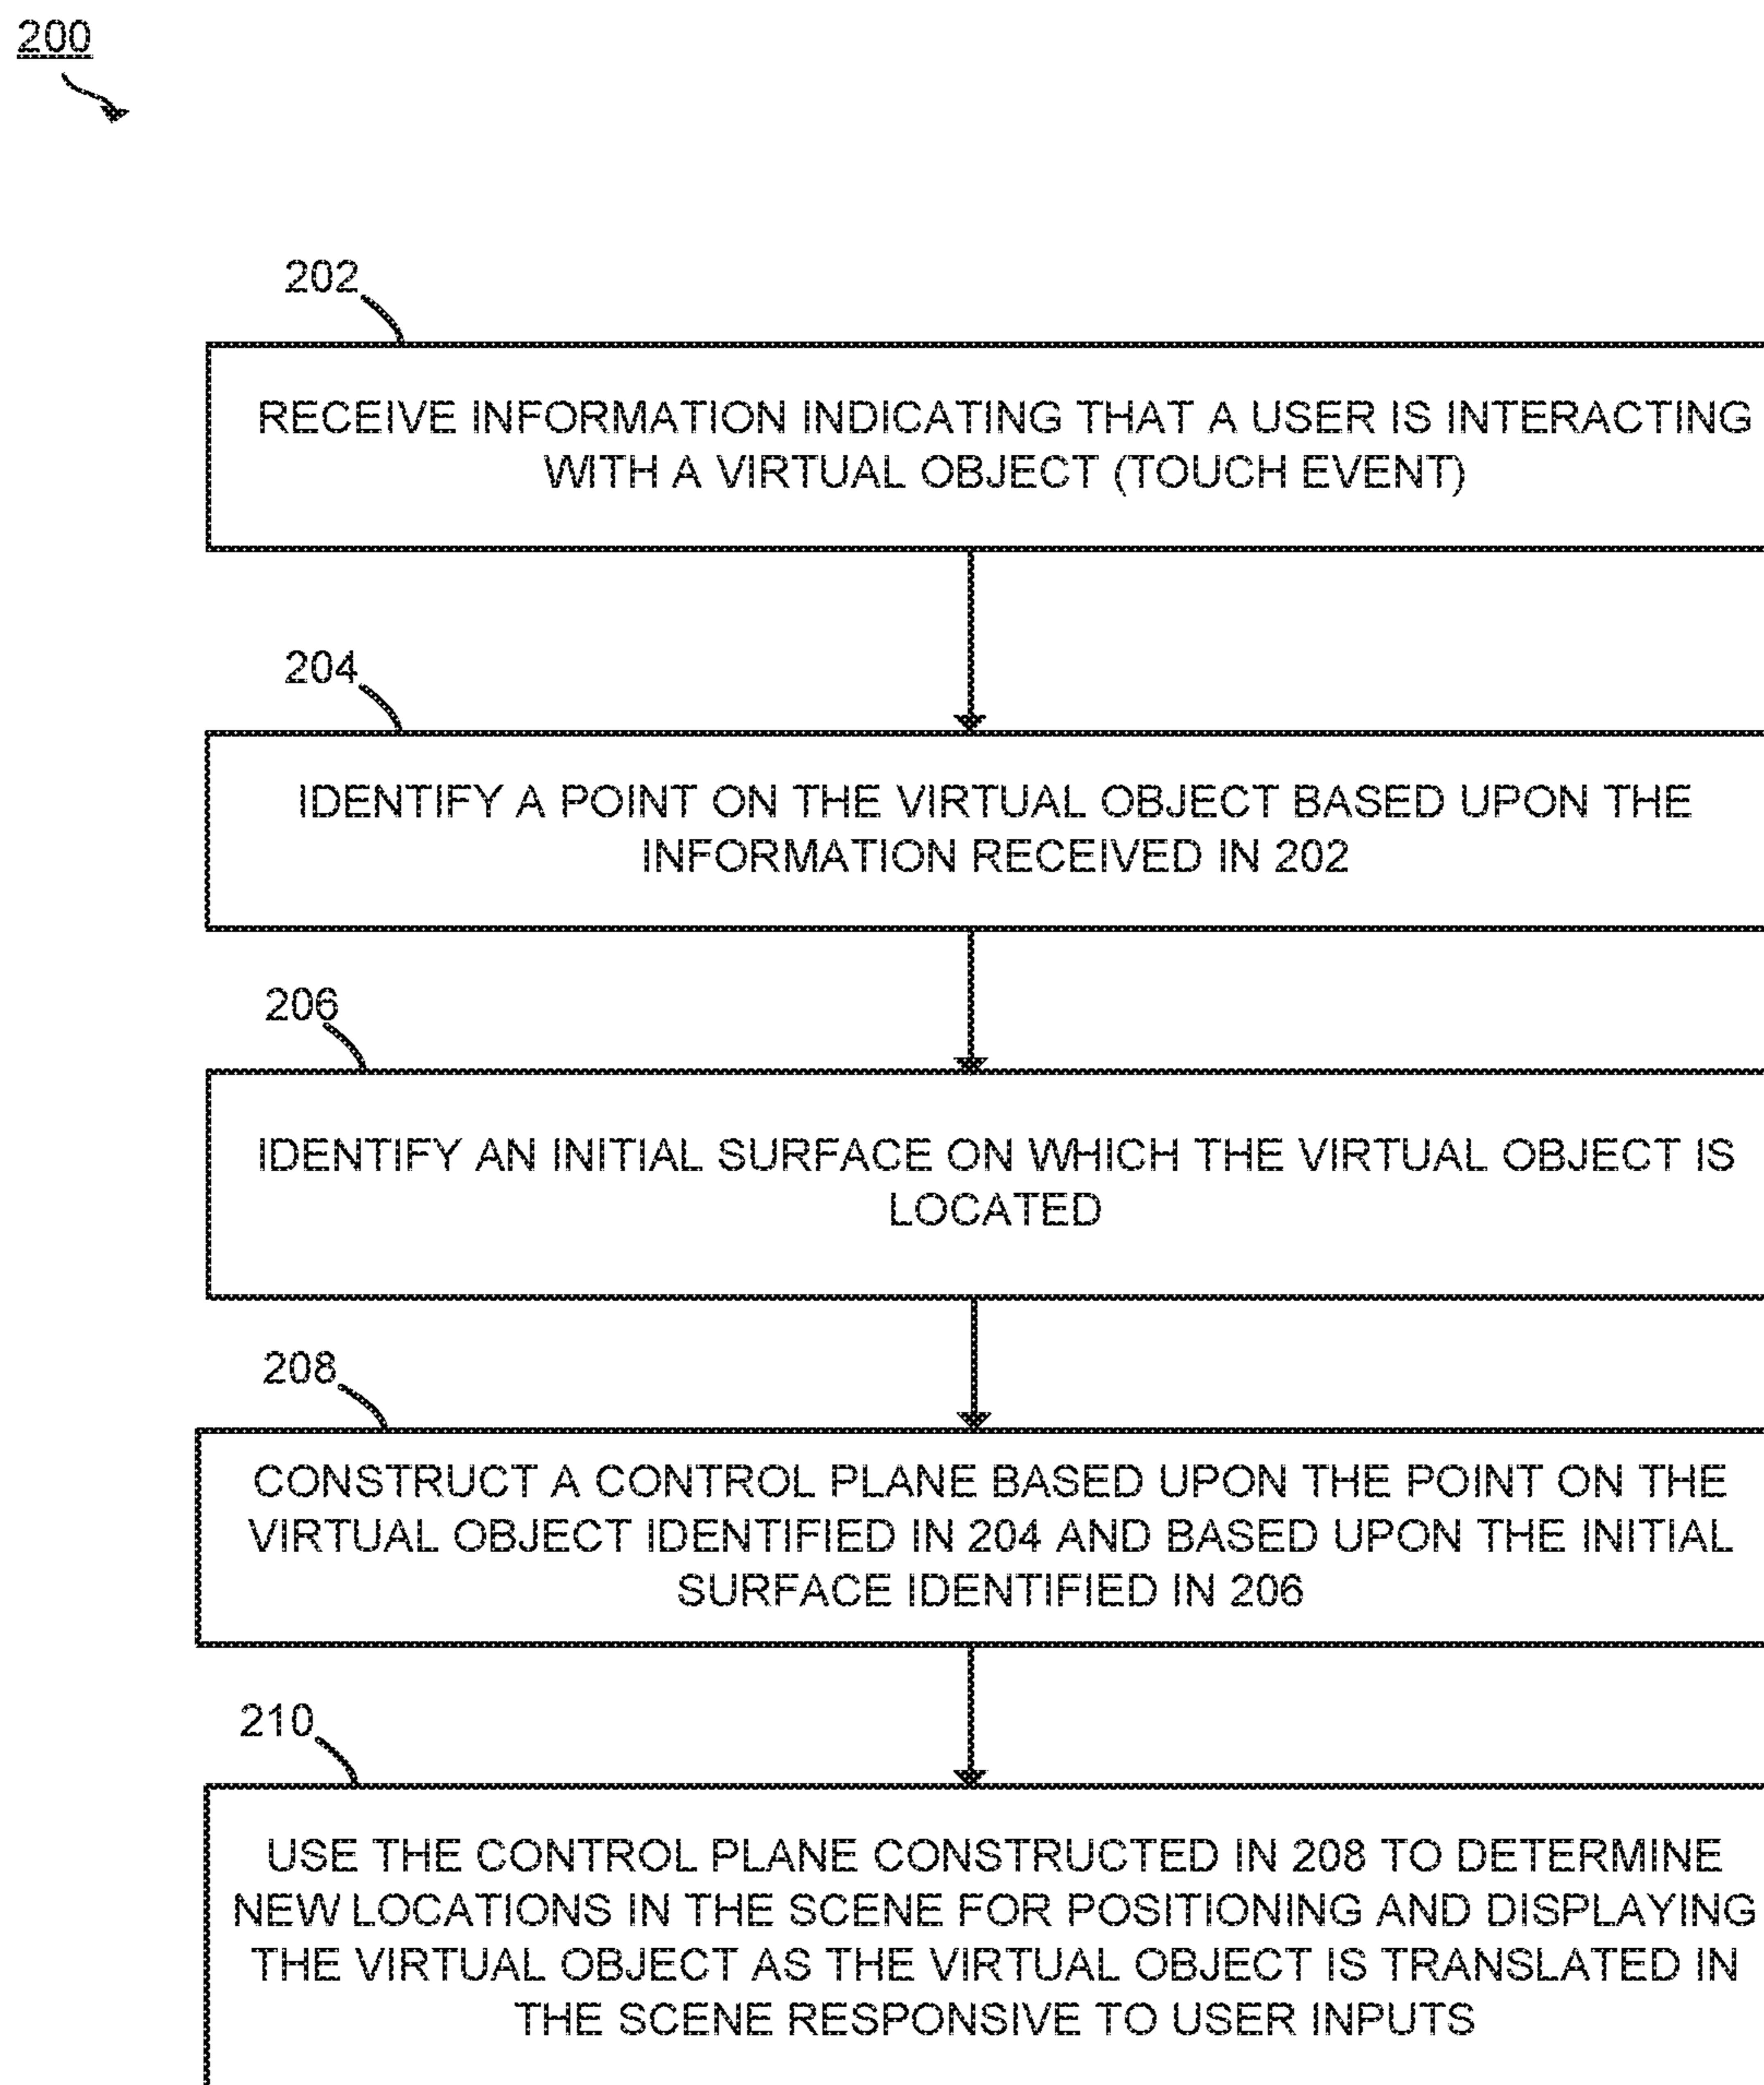 200
202
RECEIVE INFORMATION INDICATING THAT A USER IS INTERACTING
WITH A VIRTUAL OBJECT (TOUCH EVENT)
204
IDENTIFY A POINT ON THE VIRTUAL OBJECT BASED UPON THE
INFORMATION RECEIVED IN 202
206
IDENTIFY AN INITIAL SURFACE ON WHICH THE VIRTUAL OBJECT IS
LOCATED
208
CONSTRUCT A CONTROL PLANE BASED UPON THE POINT ON THE
VIRTUAL OBJECT IDENTIFIED IN 204 AND BASED UPON THE INITIAL
SURFACE IDENTIFIED IN 206
210
USE THE CONTROL PLANE CONSTRUCTED IN 208 TO DETERMINE
NEW LOCATIONS IN THE SCENE FOR POSITIONING AND DISPLAYING
THE VIRTUAL OBJECT AS THE VIRTUAL OBJECT IS TRANSLATED IN
THE SCENE RESPONSIVE TO USER INPUTS